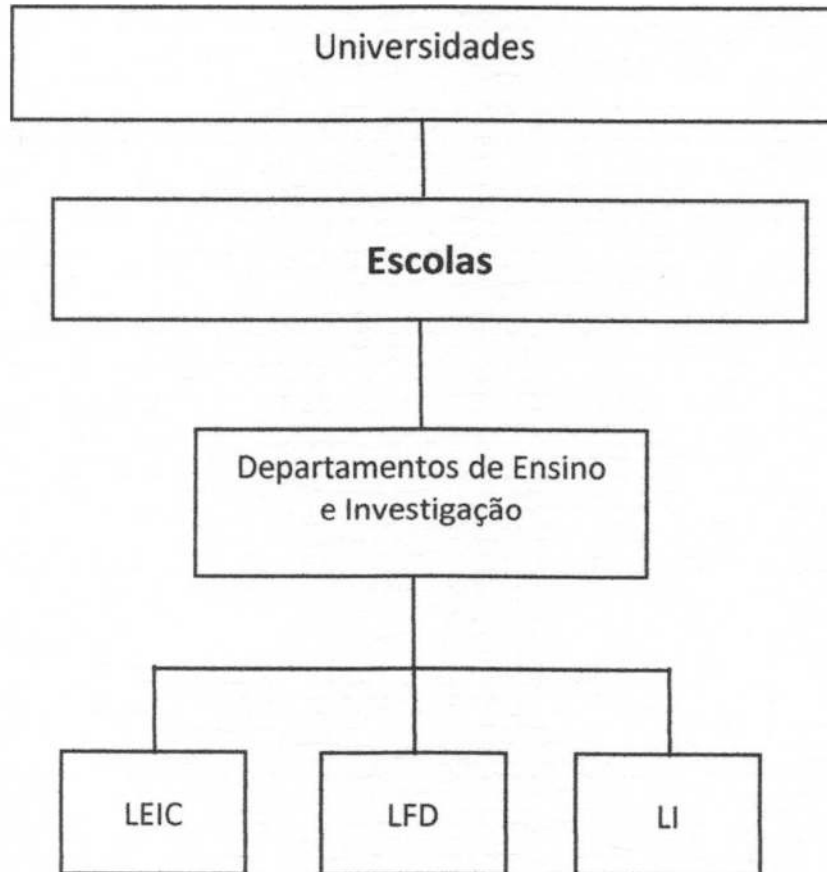 Universidades
Escolas
Departamentos de Ensino
e Investigação
LEIC
LFD
LI